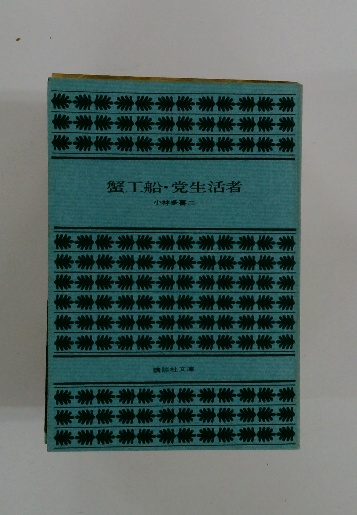 蟹工船・党生活者
小林多喜二
講談社文庫